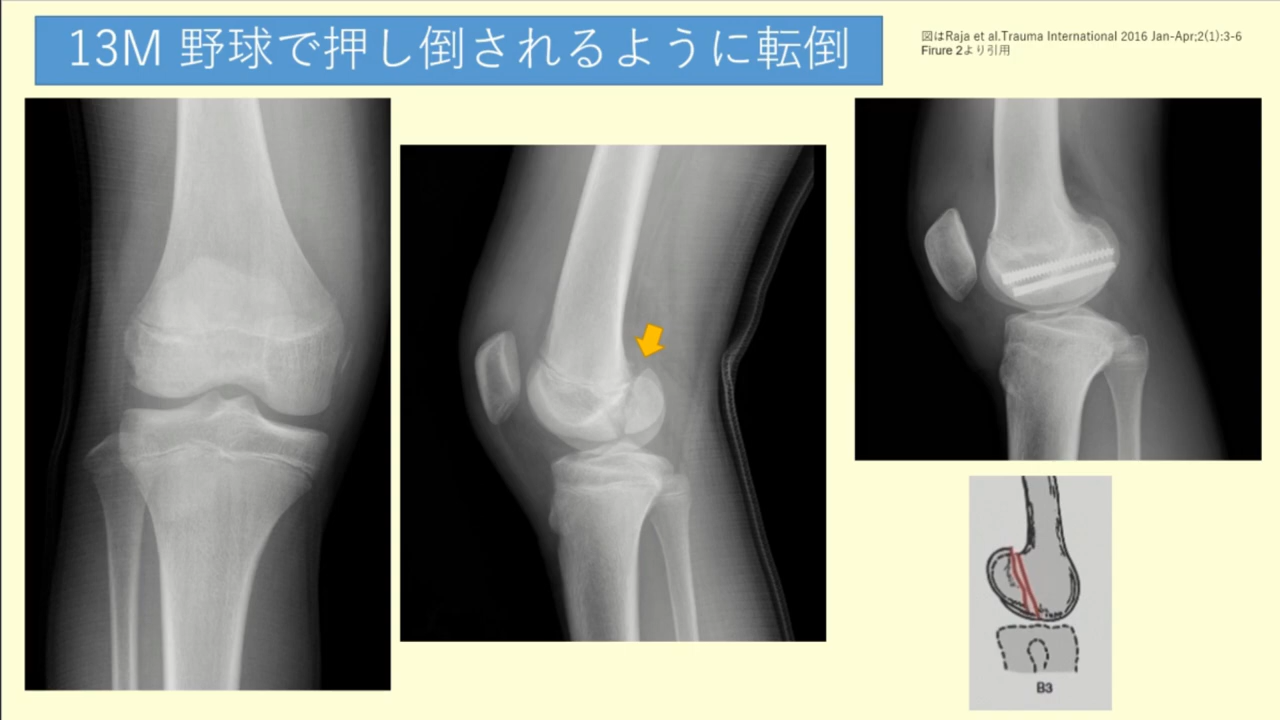 13M 野球で押し倒されるように転倒
図はRaja et al.Trauma International 2016 Jan-Apr;2(1):3-6
Firure 2より引用
B3